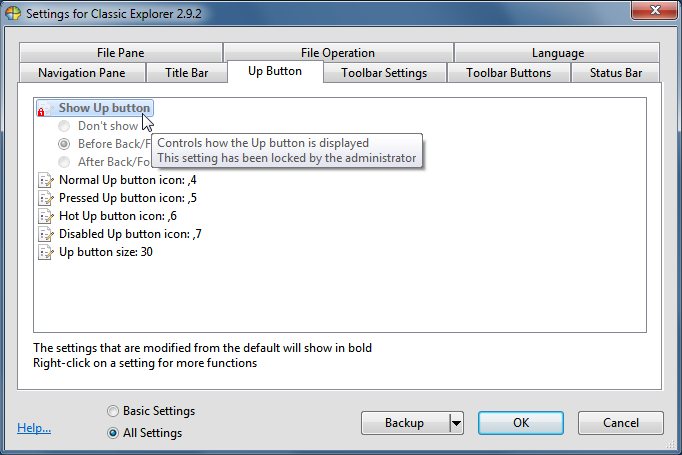 Settings for Classic Explorer 2.9.2
File Pane
File Operation
Language
Navigation Pane
Title Bar
Up Button
Toolbar Settings
Toolbar Buttons
Status Bar
Show Up button
Don't show
Before Back/F
After Back/Fo
Controls how the Up button is displayed
This setting has been locked by the administrator
Normal Up button icon: ,4
Pressed Up button icon: ,5
Hot Up button icon: ,6
Disabled Up button icon: ,7
Up button size: 30
The settings that are modified from the default will show in bold
Right-click on a setting for more functions
Help...
Basic Settings
All Settings
Backup
OK
Cancel